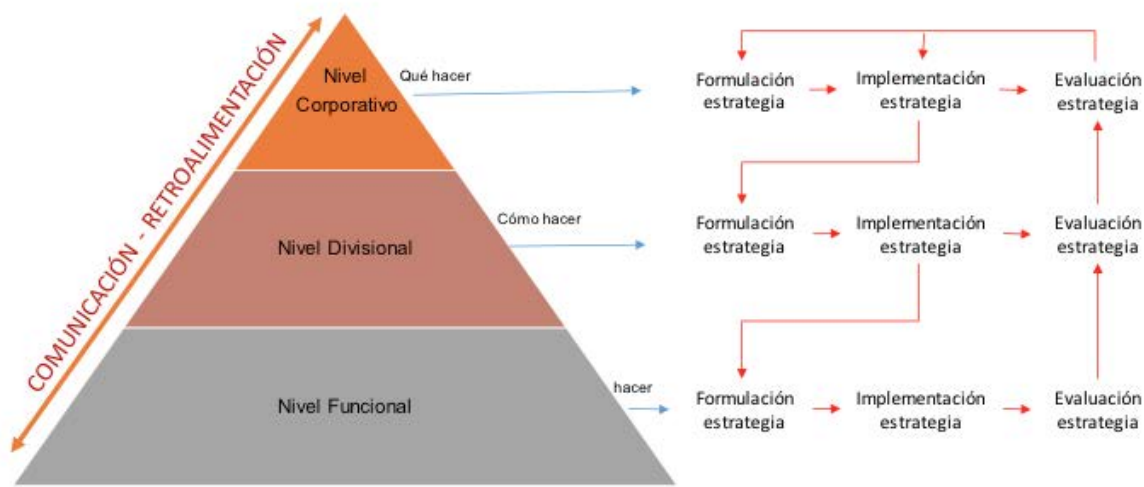 COMUNICACIÓN - RETROALIMENTACIÓN
Nivel
Corporativo
Qué hacer
Formulación
estrategia
Implementación
estrategia
Evaluación
estrategia
Nivel Divisional
Cómo hacer
Formulación
estrategia
Implementación
estrategia
Evaluación
estrategia
Nivel Funcional
hacer
Formulación
estrategia
Implementación
estrategia
Evaluación
estrategia